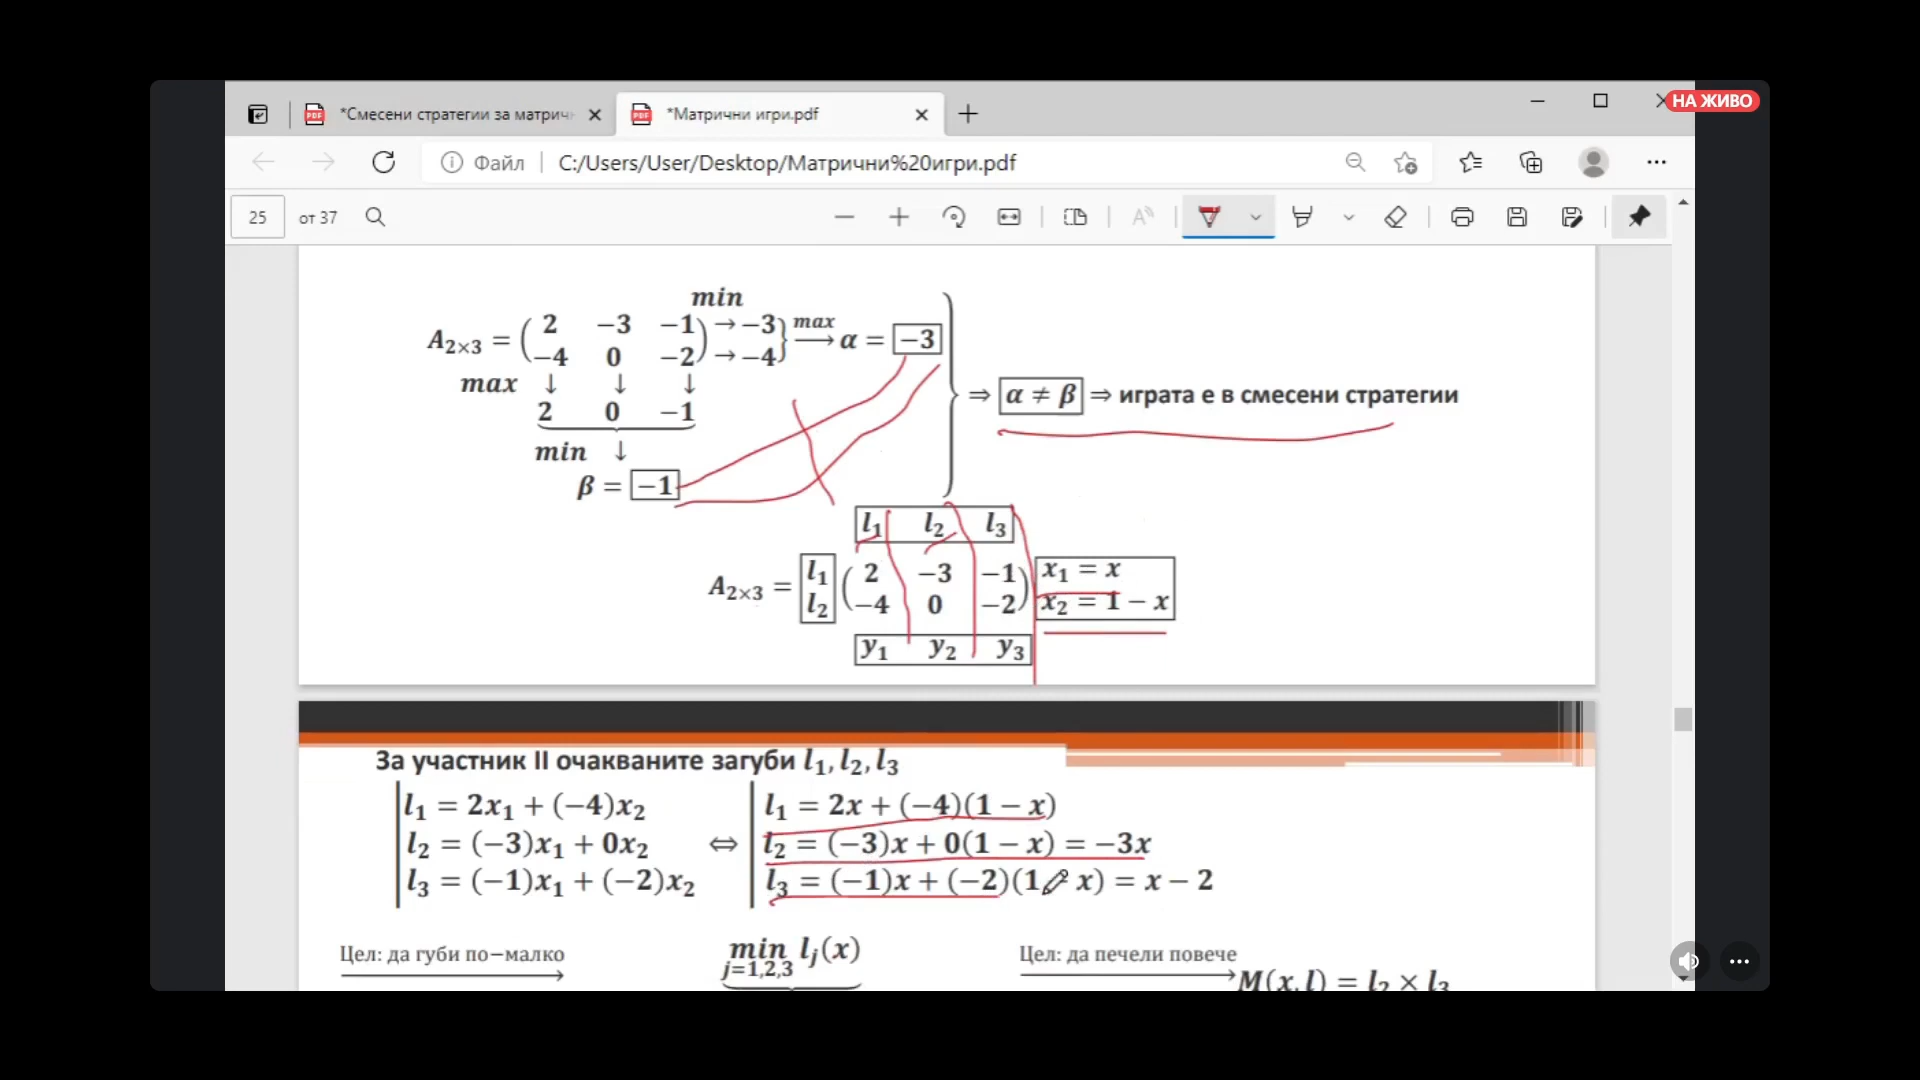 *Смесени стратегии за матричн
*Матрични игри.pdf
НА ЖИВО
Файл C:/Users/User/Desktop/Матрични%20игри.pdf
25 от 37
min
A₂ₓ₃ = ( 2 −3 −1 ) → −3 } max α = −3
( −4 0 −2 ) → −4 }
max ↓ ↓ ↓
⇒ α ≠ β ⇒ играта е в смесени стратегии
2 0 −1
min ↓
β = −1
l₁ l₂ l₃
A₂ₓ₃ = l₁ ( 2 −3 −1 ) x₁ = x
l₂ ( −4 0 −2 ) x₂ = 1 − x
y₁ y₂ y₃
За участник II очакваните загуби l₁, l₂, l₃
l₁ = 2x₁ + (−4)x₂ l₁ = 2x + (−4)(1 − x)
l₂ = (−3)x₁ + 0x₂ ⇔ l₂ = (−3)x + 0(1 − x) = −3x
l₃ = (−1)x₁ + (−2)x₂ l₃ = (−1)x + (−2)(1 x) = x − 2
Цел: да губи по−малко min lⱼ(x) Цел: да печели повече
j=1,2,3 M(x, l) = l₂ × l₃